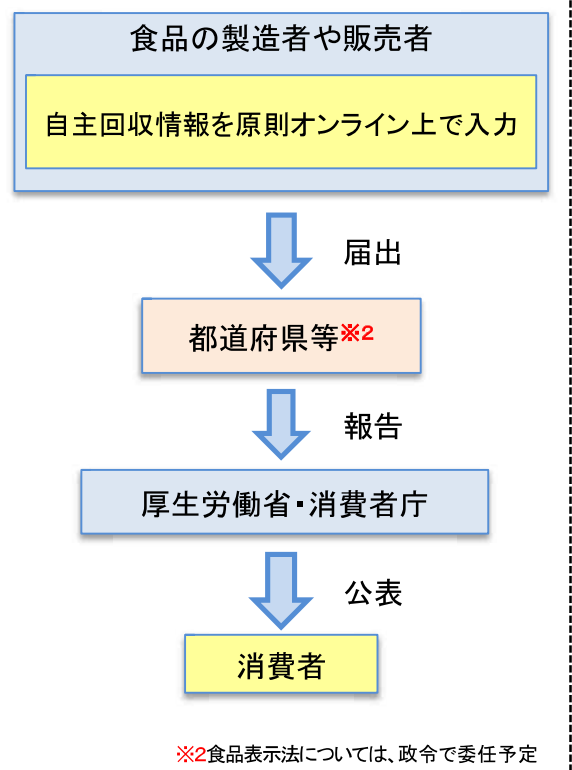 食品の製造者や販売者
自主回収情報を原則オンライン上で入力
届出
都道府県等※2
報告
厚生労働省・消費者庁
公表
消費者
※2食品表示法については、政令で委任予定